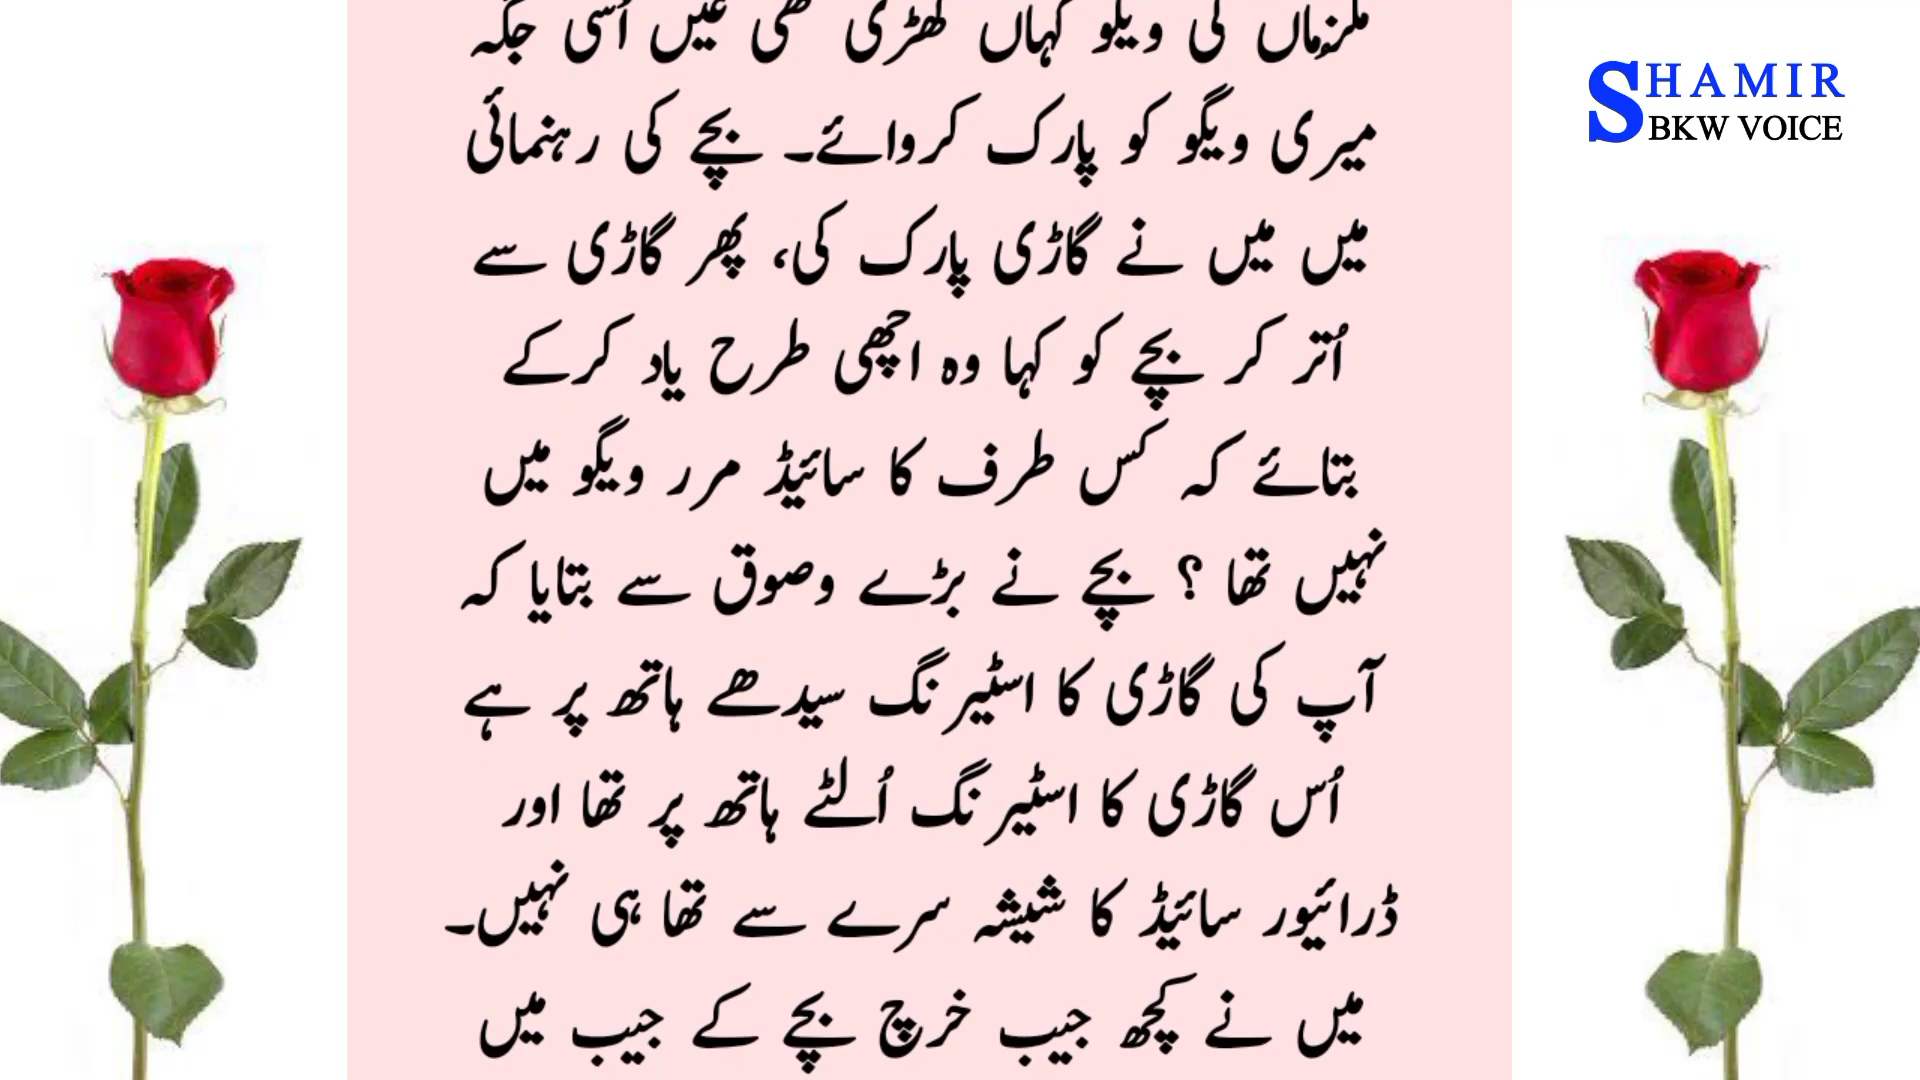 ملزماں کی ویگو کہاں کھڑی تھی عین اُسی جگہ
میری ویگو کو پارک کروائے۔ بچے کی رہنمائی
میں میں نے گاڑی پارک کی، پھر گاڑی سے
اُتر کر بچے کو کہا وہ اچھی طرح یاد کرکے
بتائے کہ کس طرف کا سائیڈ مرر ویگو میں
نہیں تھا ؟ بچے نے بڑے وصوق سے بتایا کہ
آپ کی گاڑی کا اسٹیرنگ سیدھے ہاتھ پر ہے
اُس گاڑی کا اسٹیرنگ اُلٹے ہاتھ پر تھا اور
ڈرائیور سائیڈ کا شیشہ سرے سے تھا ہی نہیں۔
میں نے کچھ جیب خرچ بچے کے جیب میں
SHAMIR
BKW VOICE